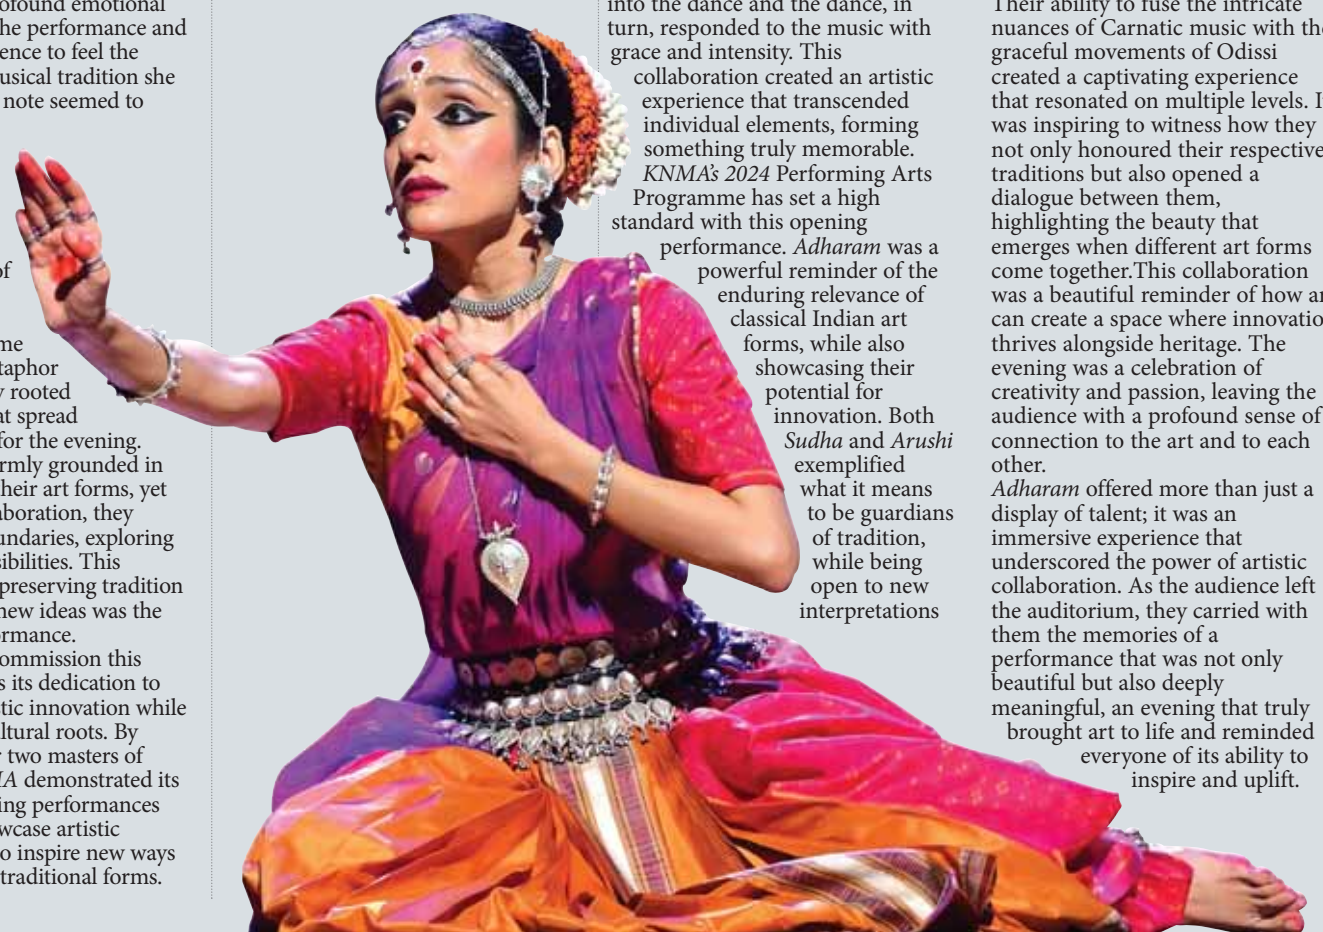 ofound emotional
he performance and
ence to feel the
usical tradition she
note seemed to
of
me
taphor
y rooted
at spread
for the evening.
rmly grounded in
heir art forms, yet
aboration, they
undaries, exploring
sibilities. This
preserving tradition
new ideas was the
ormance.
ommission this
s its dedication to
stic innovation while
ltural roots. By
r two masters of
IA demonstrated its
ing performances
wcase artistic
o inspire new ways
traditional forms.
into the dance and the dance, in
turn, responded to the music with
grace and intensity. This
collaboration created an artistic
experience that transcended
individual elements, forming
something truly memorable.
KNMA's 2024 Performing Arts
Programme has set a high
standard with this opening
performance. Adharam was a
powerful reminder of the
enduring relevance of
classical Indian art
forms, while also
showcasing their
potential for
innovation. Both
Sudha and Arushi
exemplified
what it means
to be guardians
of tradition,
while being
open to new
interpretations
Their ability to fuse the intricate
nuances of Carnatic music with the
graceful movements of Odissi
created a captivating experience
that resonated on multiple levels. I
was inspiring to witness how they
not only honoured their respective
traditions but also opened a
dialogue between them,
highlighting the beauty that
emerges when different art forms
come together.This collaboration
was a beautiful reminder of how ar
can create a space where innovatio
thrives alongside heritage. The
evening was a celebration of
creativity and passion, leaving the
audience with a profound sense of
connection to the art and to each
other.
Adharam offered more than just a
display of talent; it was an
immersive experience that
underscored the power of artistic
collaboration. As the audience left
the auditorium, they carried with
them the memories of a
performance that was not only
beautiful but also deeply
meaningful, an evening that truly
brought art to life and reminded
everyone of its ability to
inspire and uplift.